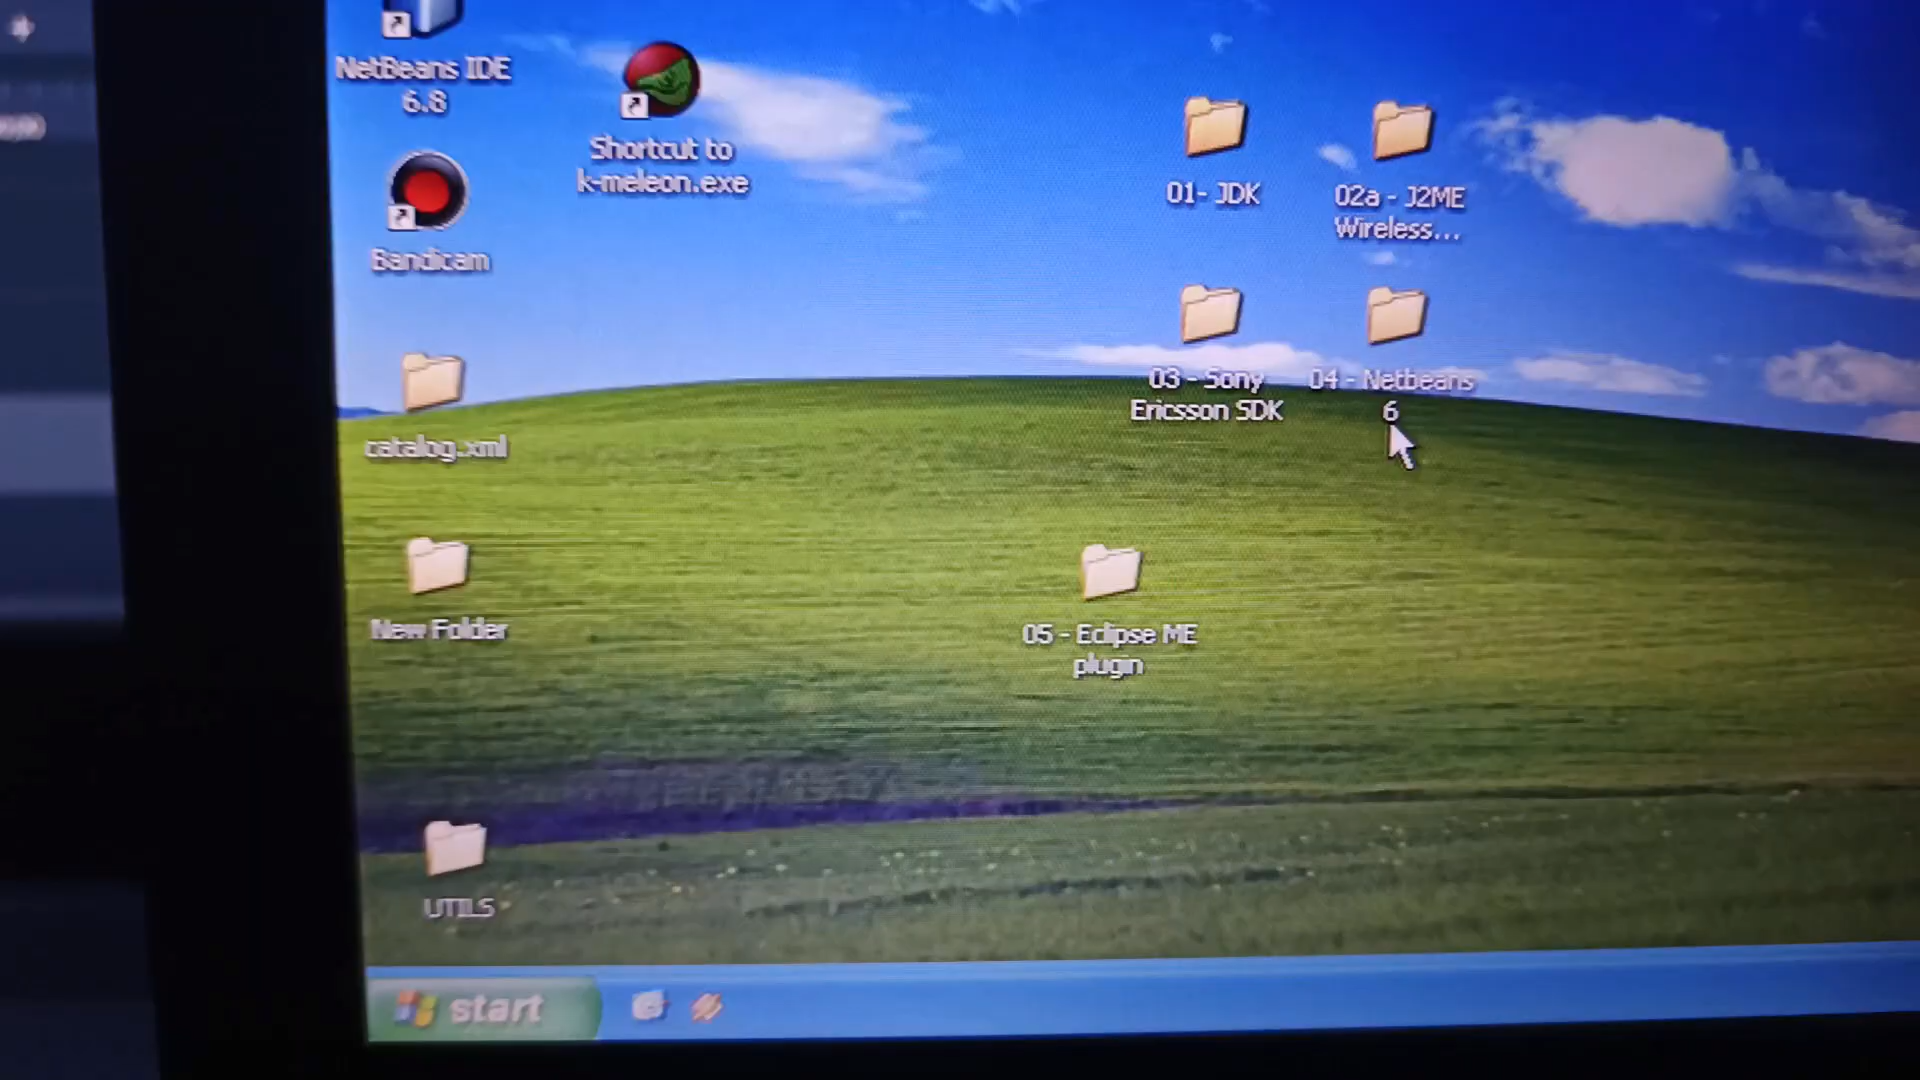 NetBeans IDE
6.8
Shortcut to
k-meleon.exe
Bandicam
01- JDK
02a - J2ME
Wireless...
03 - Sony
Ericsson SDK
04 - Netbeans
6
catalog.xml
New Folder
05 - Eclipse ME
plugin
UTILS
start